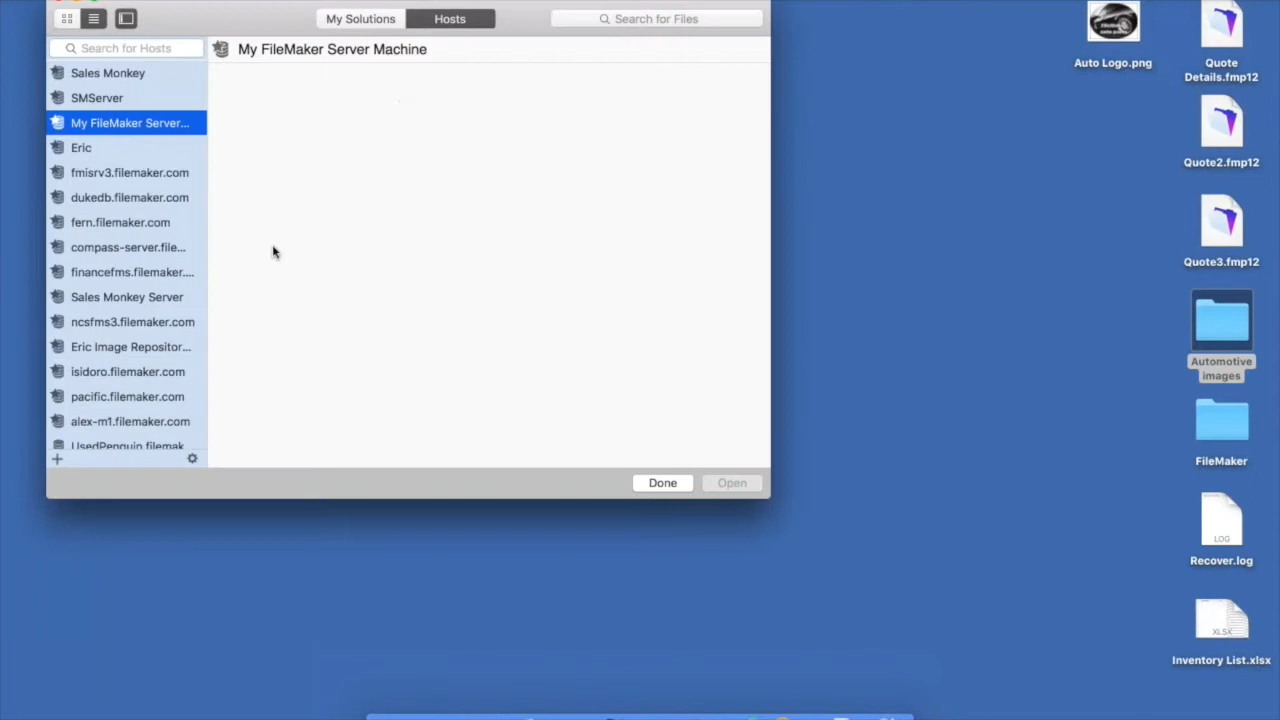 My Solutions
Hosts
Search for Files
Search for Hosts
My FileMaker Server Machine
Sales Monkey
SMServer
My FileMaker Server...
Eric
fmisrv3.filemaker.com
dukedb.filemaker.com
fern.filemaker.com
compass-server.file...
financefms.filemaker....
Sales Monkey Server
ncsfms3.filemaker.com
Eric Image Repositor...
isidoro.filemaker.com
pacific.filemaker.com
alex-m1.filemaker.com
UsedPenguin.filemak
Done
Open
Auto Logo.png
Quote
Details.fmp12
Quote2.fmp12
Quote3.fmp12
Automotive
images
FileMaker
LOG
Recover.log
XLSX
Inventory List.xlsx